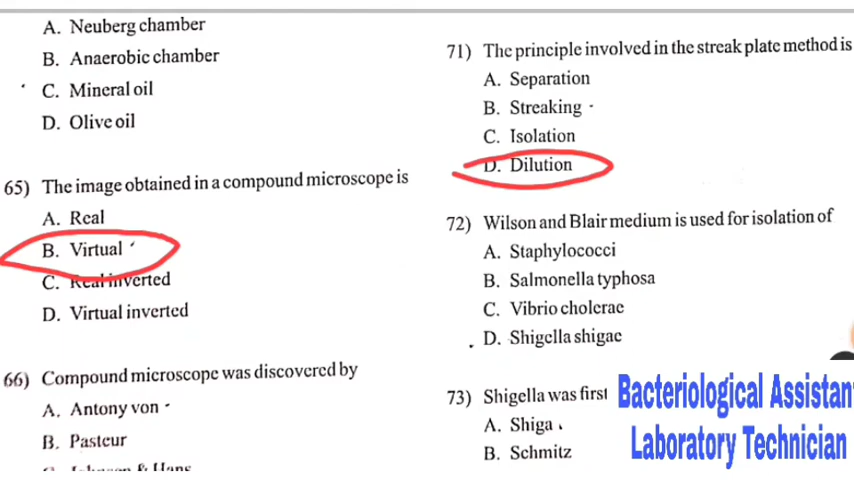 A. Neuberg chamber
B. Anaerobic chamber
C. Mineral oil
D. Olive oil
65) The image obtained in a compound microscope is
A. Real
B. Virtual
C. Real inverted
D. Virtual inverted
66) Compound microscope was discovered by
A. Antony von
B. Pasteur
& Hans
71) The principle involved in the streak plate method is
A. Separation
B. Streaking
C. Isolation
D. Dilution
72) Wilson and Blair medium is used for isolation of
A. Staphylococci
B. Salmonella typhosa
C. Vibrio cholerae
D. Shigella shigae
73) Shigella was first
A. Shiga
B. Schmitz
Bacteriological Assistan
Laboratory Technician